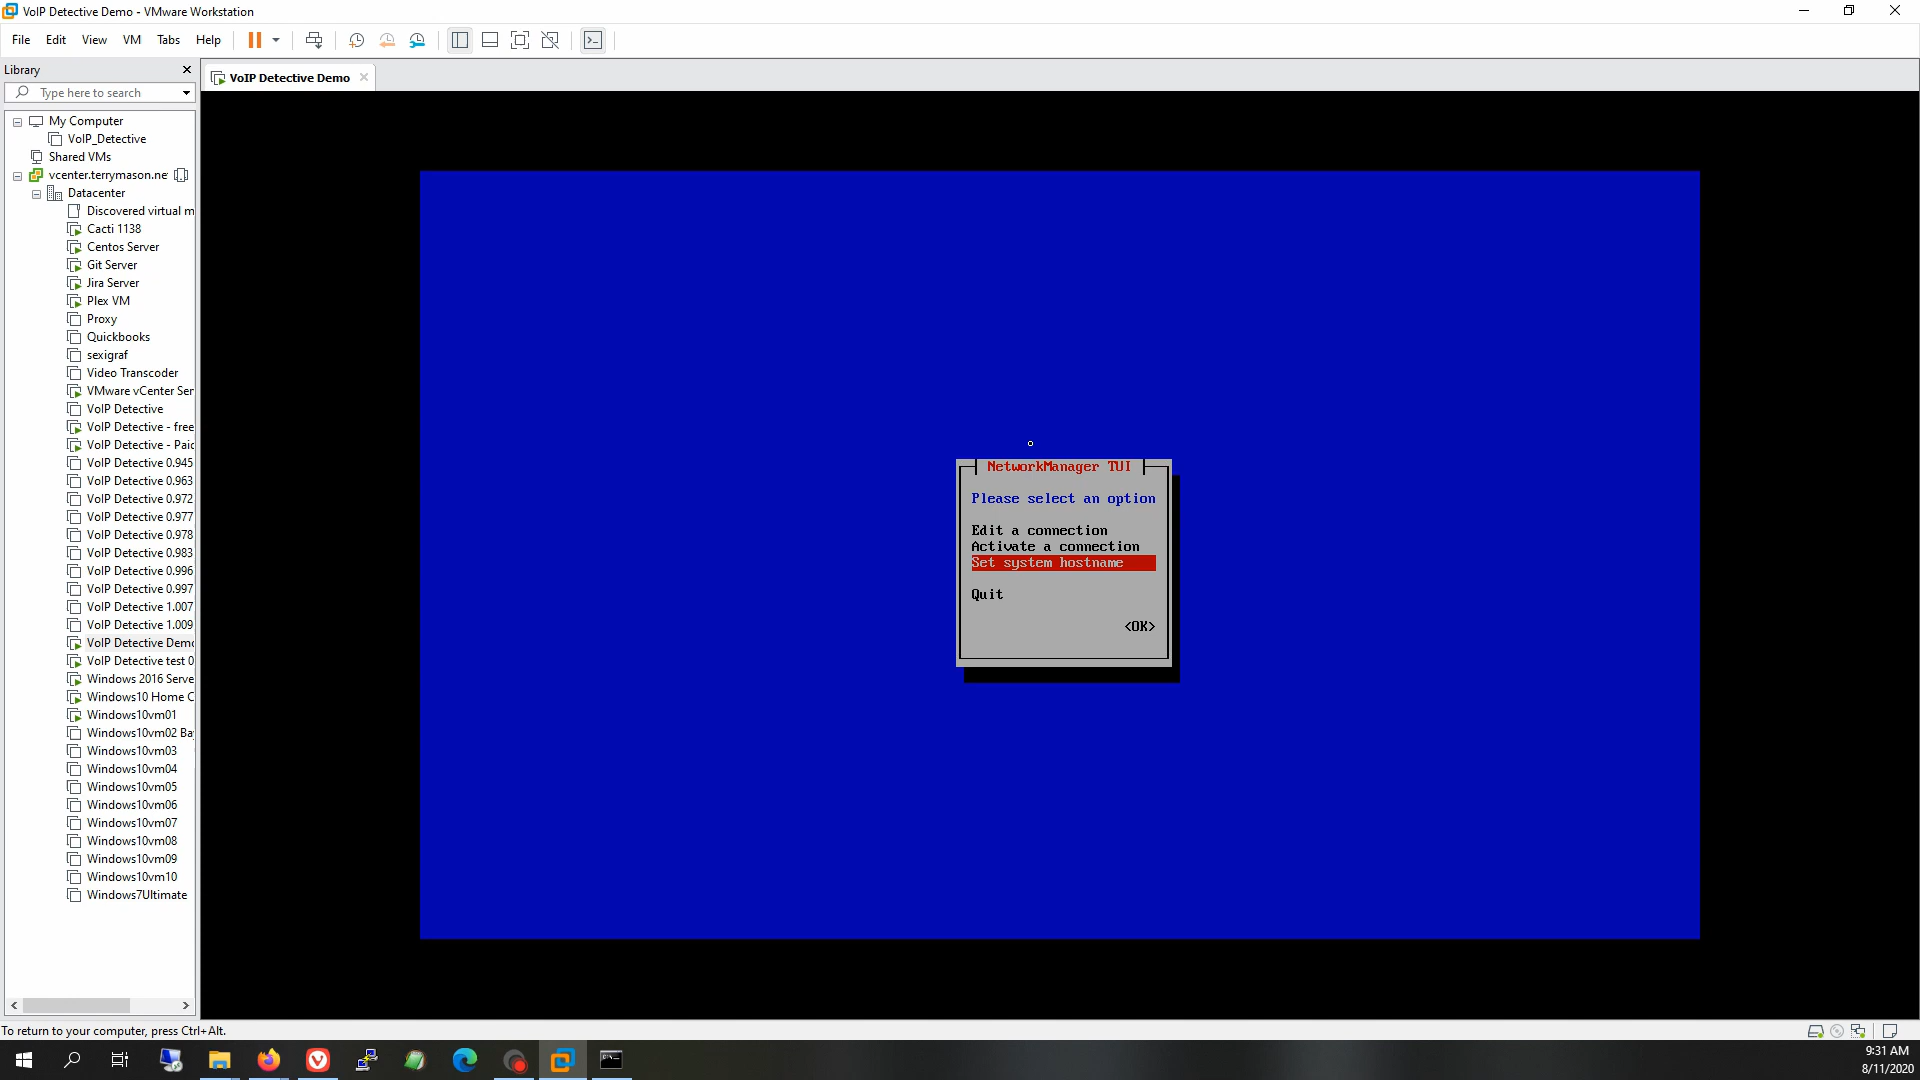 VoIP Detective Demo - VMware Workstation
File Edit View VM Tabs Help
Library
Type here to search
VoIP Detective Demo
My Computer
VoIP_Detective
Shared VMs
vcenter.terrymason.ne
Datacenter
Discovered virtual m
Cacti 1138
Centos Server
Git Server
Jira Server
Plex VM
Proxy
Quickbooks
sexigraf
Video Transcoder
VMware vCenter Ser
VoIP Detective
VoIP Detective - free
VoIP Detective - Paid
VoIP Detective 0.945
VoIP Detective 0.963
VoIP Detective 0.972
VoIP Detective 0.977
VoIP Detective 0.978
VoIP Detective 0.983
VoIP Detective 0.996
VoIP Detective 0.997
VoIP Detective 1.007
VoIP Detective 1.009
VoIP Detective Demo
VoIP Detective test 0
Windows 2016 Serve
Windows10 Home C
Windows10vm01
Windows10vm02 Ba
Windows10vm03
Windows10vm04
Windows10vm05
Windows10vm06
Windows10vm07
Windows10vm08
Windows10vm09
Windows10vm10
Windows7Ultimate
NetworkManager TUI
Please select an option
Edit a connection
Activate a connection
Set system hostname
Quit
<OK>
To return to your computer, press Ctrl+Alt.
9:31 AM
8/11/2020